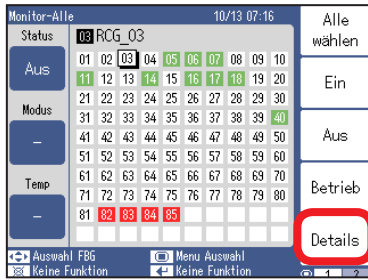 Monitor-Alle 10/13 07:16
Status
Aus
Modus
–
Temp
–
03 RCG_03
01 02 03 04 05 06 07 08 09 10
11 12 13 14 15 16 17 18 19 20
21 22 23 24 25 26 27 28 29 30
31 32 33 34 35 36 37 38 39 40
41 42 43 44 45 46 47 48 49 50
51 52 53 54 55 56 57 58 59 60
61 62 63 64 65 66 67 68 69 70
71 72 73 74 75 76 77 78 79 80
81 82 83 84 85
Alle
wählen
Ein
Aus
Betrieb
Details
Auswahl FBG Menu Auswahl
Keine Funktion Keine Funktion
1 2